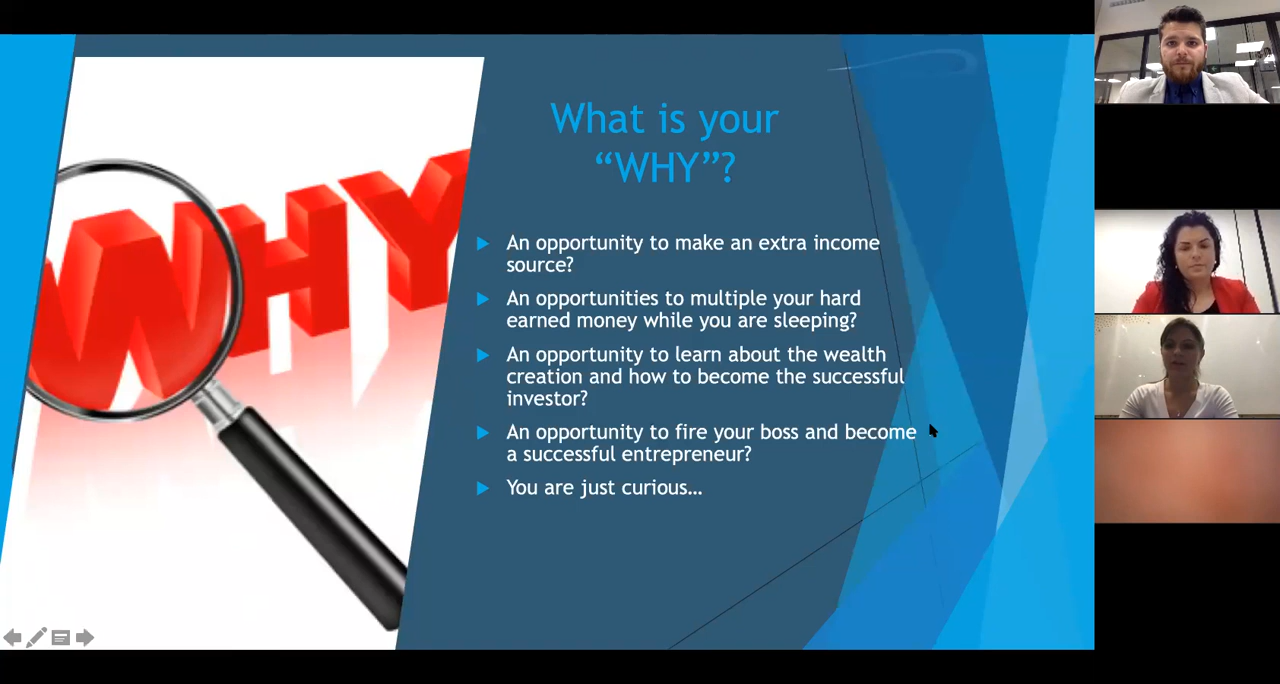 WHY
What is your
“WHY”?
An opportunity to make an extra income
source?
An opportunities to multiple your hard
earned money while you are sleeping?
An opportunity to learn about the wealth
creation and how to become the successful
investor?
An opportunity to fire your boss and become
a successful entrepreneur?
You are just curious…